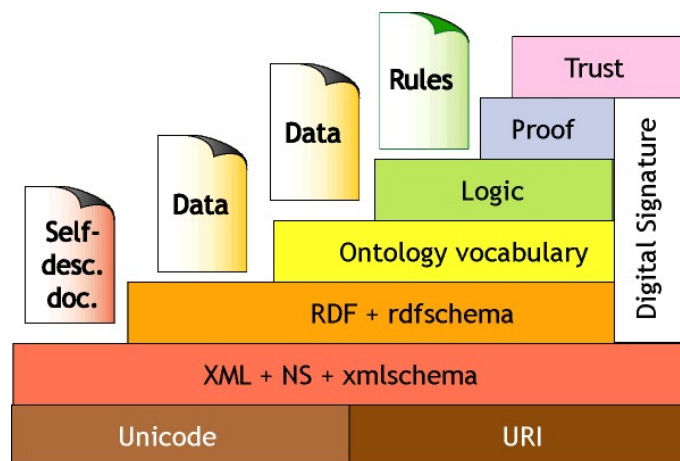 Trust
Rules
Proof
Data
Logic
Data
Digital Signature
Self-
desc.
doc.
Ontology vocabulary
RDF + rdfschema
XML + NS + xmlschema
Unicode
URI